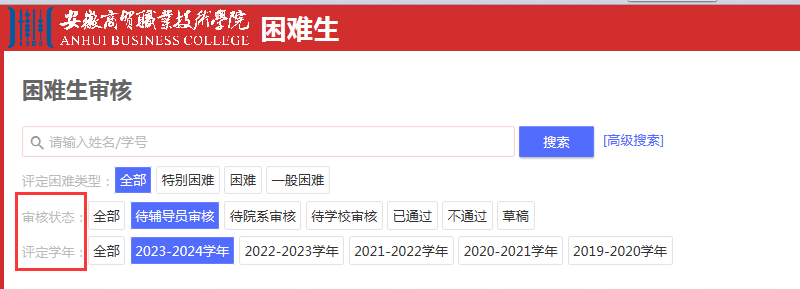 安徽商贸職業技術學院
ANHUI BUSINESS COLLEGE
困难生
困难生审核
请输入姓名/学号 搜索 [高级搜索]
评定困难类型： 全部 特别困难 困难 一般困难
审核状态： 全部 待辅导员审核 待院系审核 待学校审核 已通过 不通过 草稿
评定学年： 全部 2023-2024学年 2022-2023学年 2021-2022学年 2020-2021学年 2019-2020学年